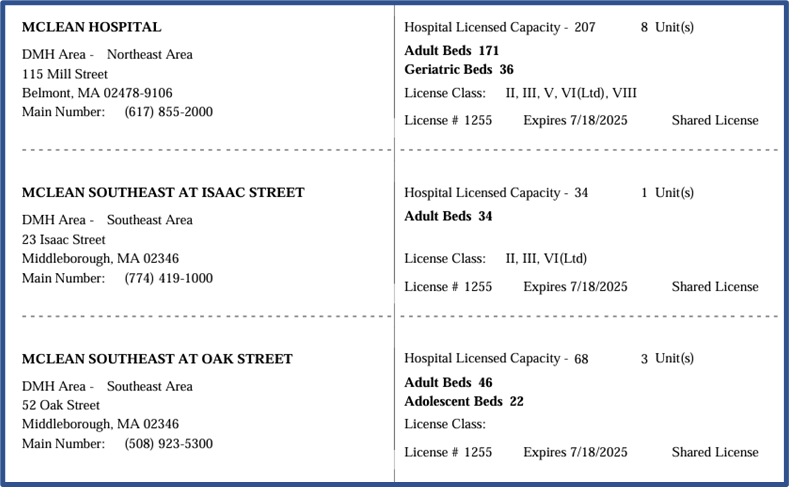 MCLEAN HOSPITAL
DMH Area - Northeast Area
115 Mill Street
Belmont, MA 02478-9106
Main Number: (617) 855-2000
Hospital Licensed Capacity - 207 8 Unit(s)
Adult Beds 171
Geriatric Beds 36
License Class: II, III, V, VI(Ltd), VIII
License # 1255 Expires 7/18/2025 Shared License
MCLEAN SOUTHEAST AT ISAAC STREET
DMH Area - Southeast Area
23 Isaac Street
Middleborough, MA 02346
Main Number: (774) 419-1000
Hospital Licensed Capacity - 34 1 Unit(s)
Adult Beds 34
License Class: II, III, VI(Ltd)
License # 1255 Expires 7/18/2025 Shared License
MCLEAN SOUTHEAST AT OAK STREET
DMH Area - Southeast Area
52 Oak Street
Middleborough, MA 02346
Main Number: (508) 923-5300
Hospital Licensed Capacity - 68 3 Unit(s)
Adult Beds 46
Adolescent Beds 22
License Class:
License # 1255 Expires 7/18/2025 Shared License